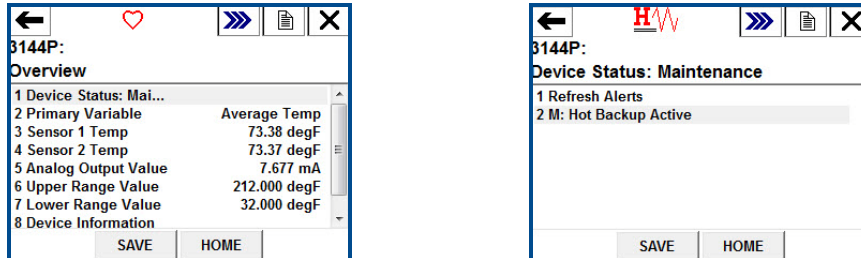 3144P:
Overview
1 Device Status: Mai...
2 Primary Variable Average Temp
3 Sensor 1 Temp 73.38 degF
4 Sensor 2 Temp 73.37 degF
5 Analog Output Value 7.677 mA
6 Upper Range Value 212.000 degF
7 Lower Range Value 32.000 degF
8 Device Information
SAVE HOME
H
3144P:
Device Status: Maintenance
1 Refresh Alerts
2 M: Hot Backup Active
SAVE HOME